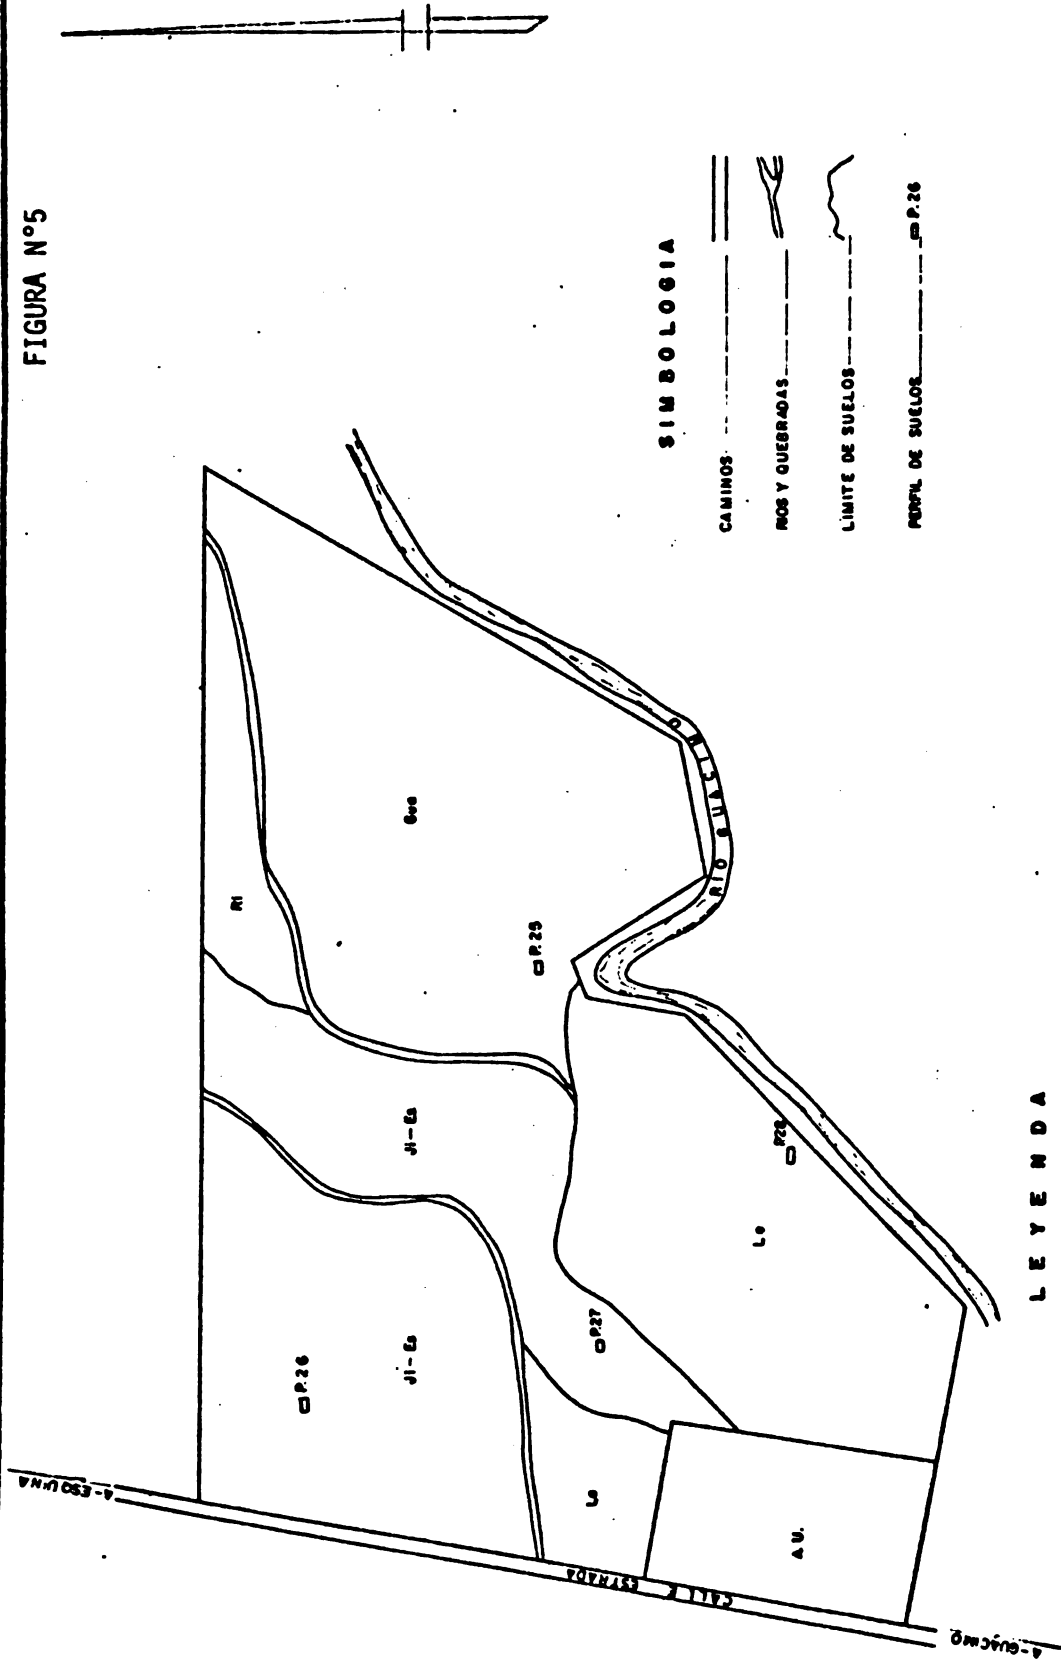 FIGURA N°5
SIMBOLOGIA
CAMINOS
RIOS Y QUEBRADAS
LIMITE DE SUELOS
PERFIL DE SUELOS P.26
Gua
Ri
P.25
RIO GUACIMO
Ji-Es
P.28
Lo
P.27
P.26
Ji-Es
Lo
A.U.
CALLE ESTRADA
A-ESQUINA
A-GUACIMO
LEYENDA